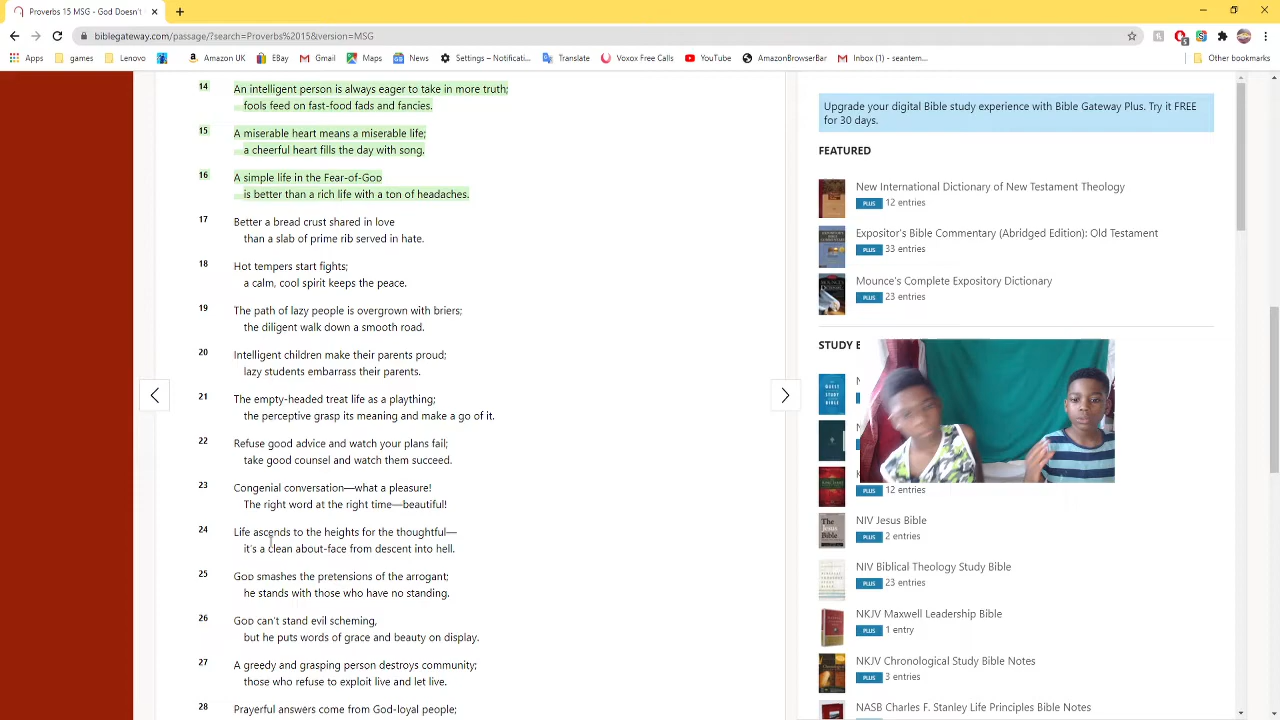 Proverbs 15 MSG - God Doesn't
biblegateway.com/passage/?search=Proverbs%2015&version=MSG
5
Apps games Lenovo Amazon UK EBay Gmail Maps News Settings – Notificati... Translate Voxox Free Calls YouTube AmazonBrowserBar Inbox (1) - seantem... Other bookmarks
14 An intelligent person is always eager to take in more truth;
fools feed on fast-food fads and fancies.
15 A miserable heart means a miserable life;
a cheerful heart fills the day with song.
16 A simple life in the Fear-of-God
is better than a rich life with a ton of headaches.
17 Better a bread crust shared in love
than a slab of prime rib served in hate.
18 Hot tempers start fights;
a calm, cool spirit keeps the peace.
19 The path of lazy people is overgrown with briers;
the diligent walk down a smooth road.
20 Intelligent children make their parents proud;
lazy students embarrass their parents.
21 The empty-headed treat life as a plaything;
the perceptive grasp its meaning and make a go of it.
22 Refuse good advice and watch your plans fail;
take good counsel and watch them succeed.
23 Congenial conversation—what a pleasure!
The right word at the right time—beautiful!
24 Life ascends to the heights for the thoughtful—
it's a clean about-face from descent into hell.
25 God smashes the pretensions of the arrogant;
he stands with those who have no standing.
26 God can't stand evil scheming,
but he puts words of grace and beauty on display.
27 A greedy and grasping person destroys community;
those who refuse to exploit live and let live.
28 Prayerful answers come from God-loyal people;
Upgrade your digital Bible study experience with Bible Gateway Plus. Try it FREE
for 30 days.
FEATURED
New International Dictionary of New Testament Theology
PLUS 12 entries
Expositor's Bible Commentary (Abridged Edition): Old Testament
PLUS 33 entries
Mounce's Complete Expository Dictionary
PLUS 23 entries
STUDY B
N
PLUS
N
PLUS
K
PLUS 12 entries
NIV Jesus Bible
PLUS 2 entries
NIV Biblical Theology Study Bible
PLUS 23 entries
NKJV Maxwell Leadership Bible
PLUS 1 entry
NKJV Chronological Study Bible Notes
PLUS 3 entries
NASB Charles F. Stanley Life Principles Bible Notes